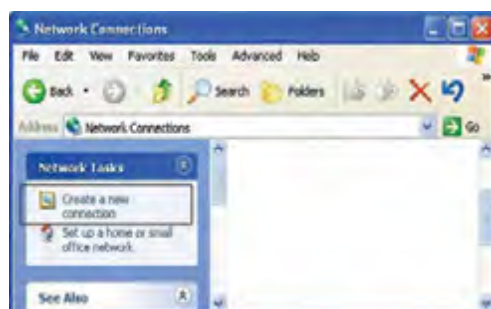 Network Connections
File Edit View Favorites Tools Advanced Help
Back Search Folders
Address Network Connections Go
Network Tasks
Create a new
connection
Set up a home or small
office network
See Also